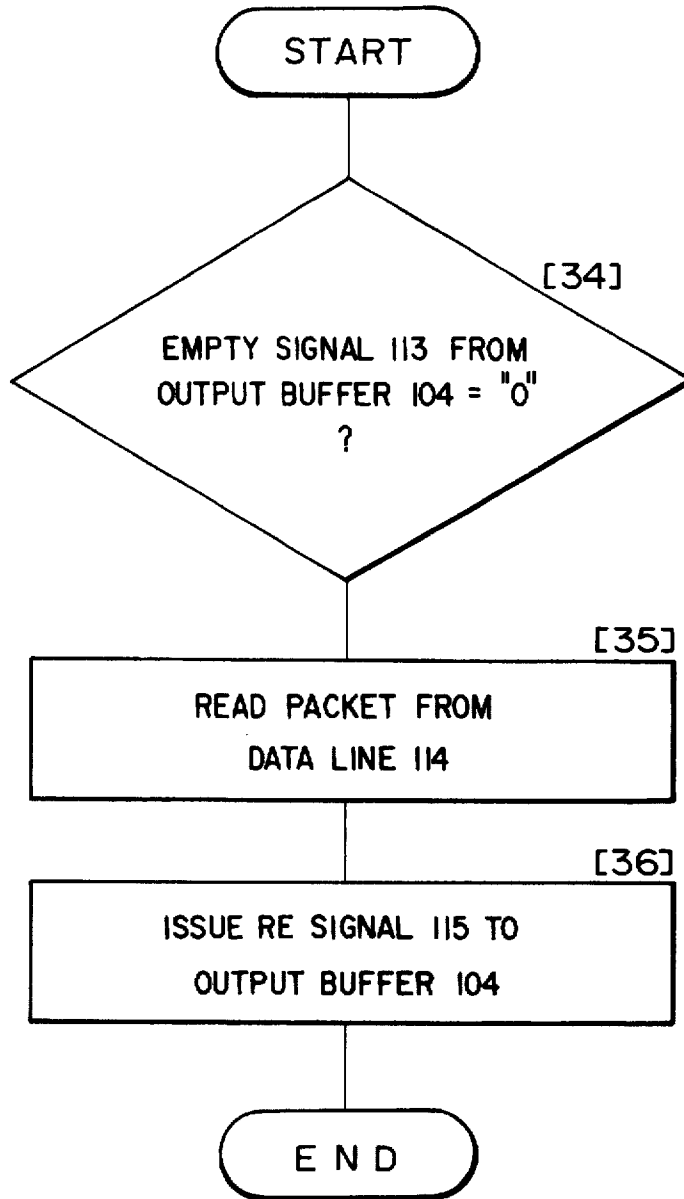 START
[34]
EMPTY SIGNAL 113 FROM
OUTPUT BUFFER 104 = "0"
?
[35]
READ PACKET FROM
DATA LINE 114
[36]
ISSUE RE SIGNAL 115 TO
OUTPUT BUFFER 104
END